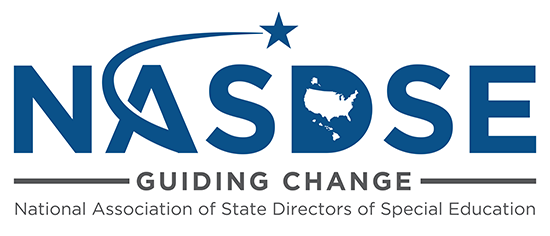 NASDSE
GUIDING CHANGE
National Association of State Directors of Special Education